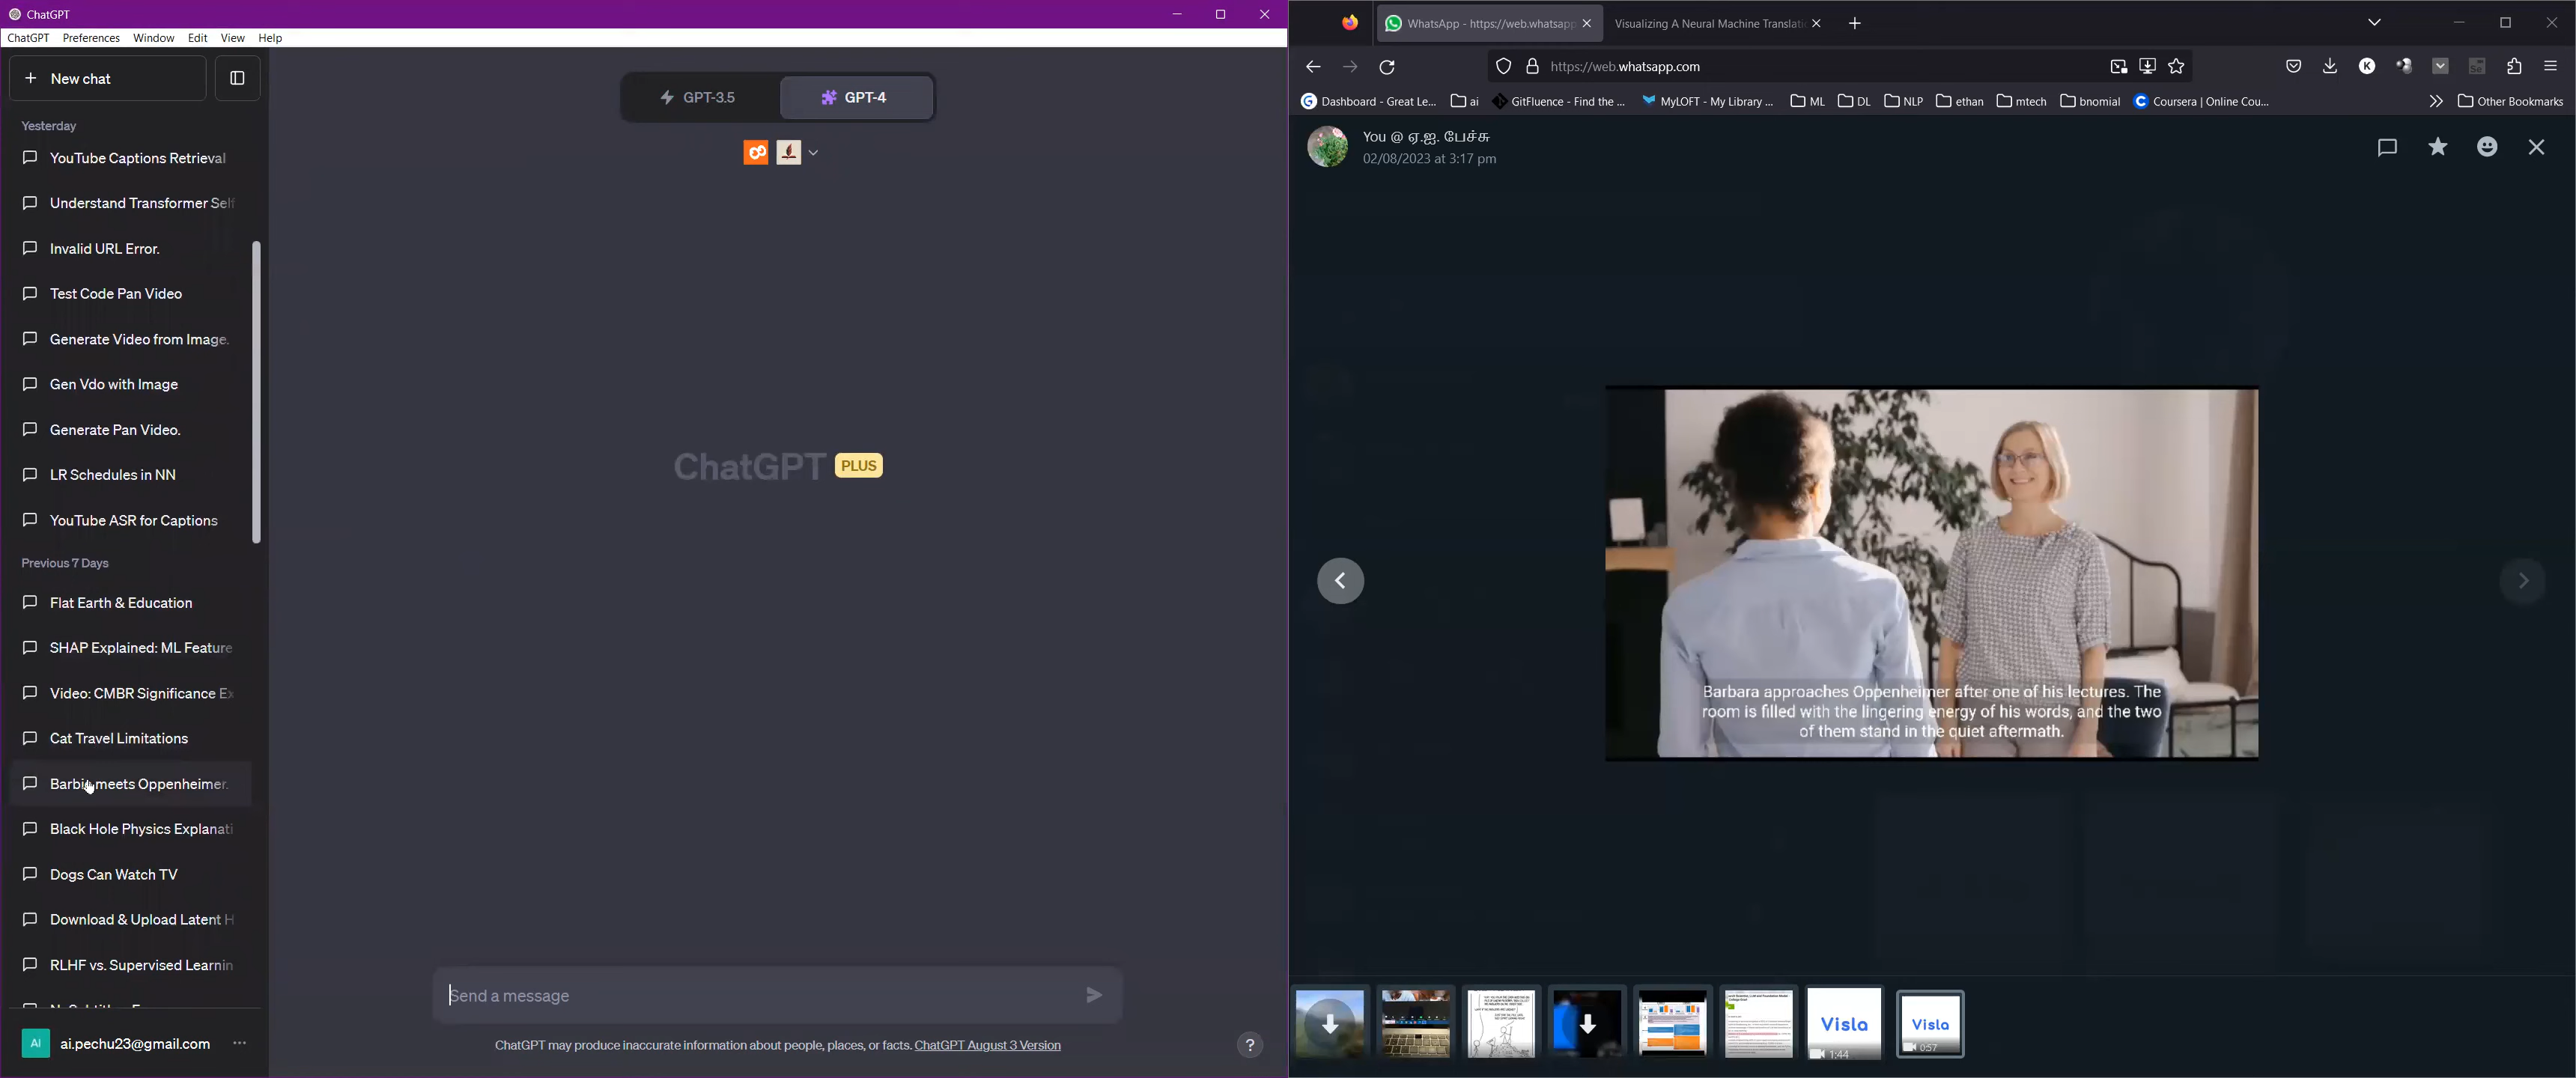 ChatGPT
ChatGPT Preferences Window Edit View Help
New chat
Yesterday
YouTube Captions Retrieval
Understand Transformer Self
Invalid URL Error.
Test Code Pan Video
Generate Video from Image.
Gen Vdo with Image
Generate Pan Video.
LR Schedules in NN
YouTube ASR for Captions
Previous 7 Days
Flat Earth & Education
SHAP Explained: ML Feature
Video: CMBR Significance Ex
Cat Travel Limitations
Barbie meets Oppenheimer.
Black Hole Physics Explanati
Dogs Can Watch TV
Download & Upload Latent H
RLHF vs. Supervised Learnin
AI ai.pechu23@gmail.com
GPT-3.5 GPT-4
ChatGPT PLUS
Send a message
ChatGPT may produce inaccurate information about people, places, or facts. ChatGPT August 3 Version
?
WhatsApp - https://web.whatsapp Visualizing A Neural Machine Translati
https://web.whatsapp.com
K
Dashboard - Great Le... ai GitFluence - Find the ... MyLOFT - My Library ... ML DL NLP ethan mtech bnomial Coursera | Online Cou... Other Bookmarks
You @ ஏ.ஐ. பேச்சு
02/08/2023 at 3:17 pm
Barbara approaches Oppenheimer after one of his lectures. The
room is filled with the lingering energy of his words, and the two
of them stand in the quiet aftermath.
Visla
1:44
Visla
0:57